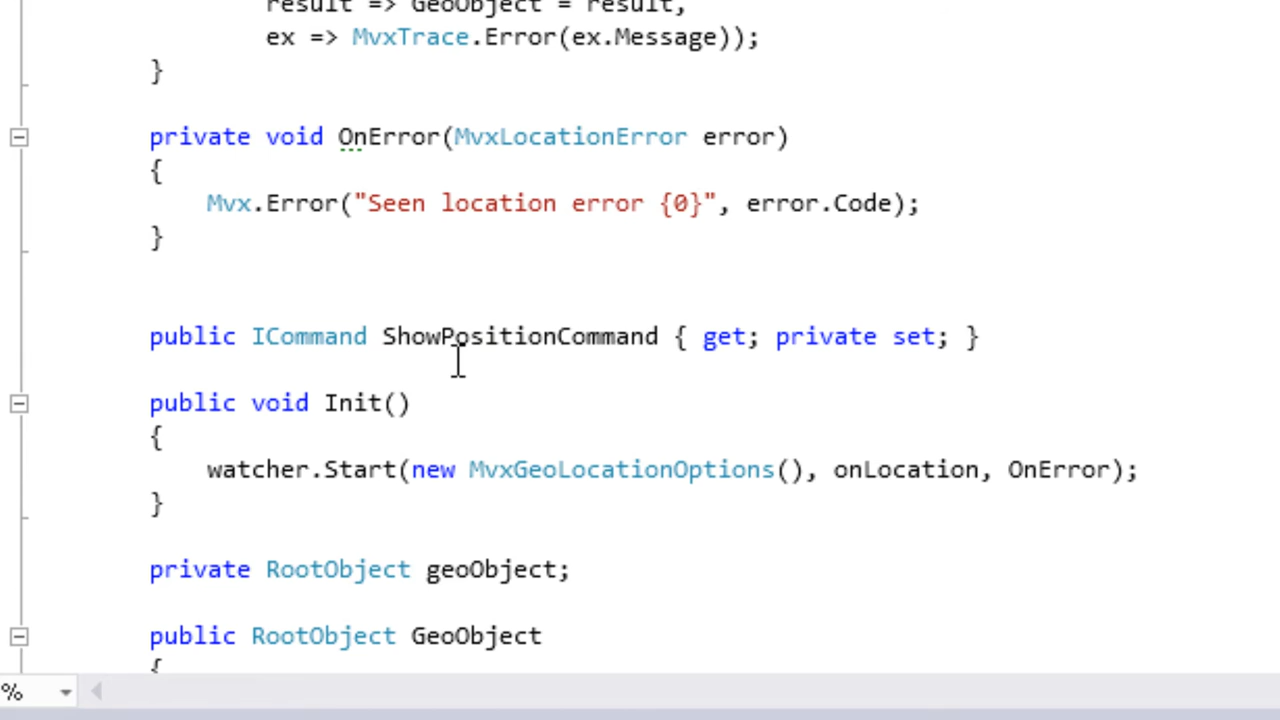 result => GeoObject = result,
ex => MvxTrace.Error(ex.Message));
}
private void OnError(MvxLocationError error)
{
Mvx.Error("Seen location error {0}", error.Code);
}
public ICommand ShowPositionCommand { get; private set; }
public void Init()
{
watcher.Start(new MvxGeoLocationOptions(), onLocation, OnError);
}
private RootObject geoObject;
public RootObject GeoObject
{
%